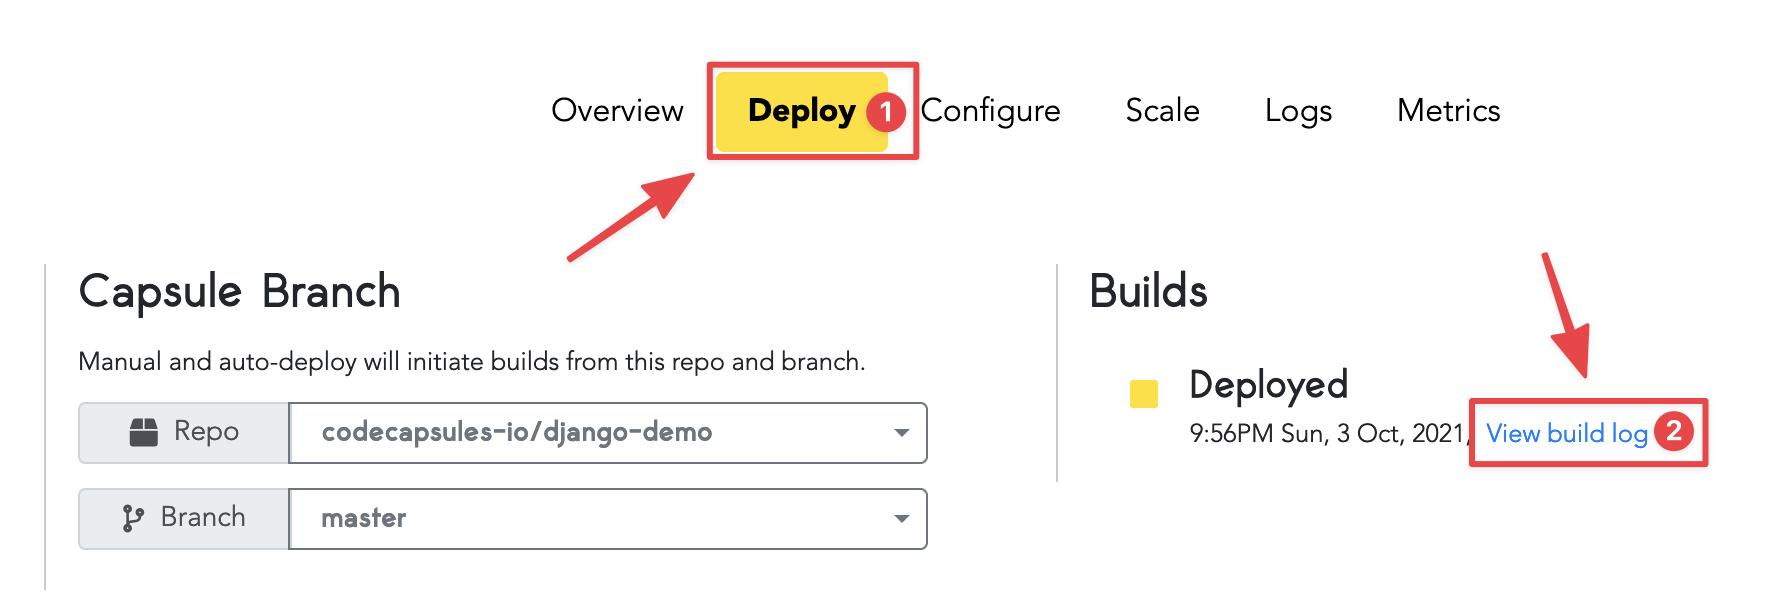 Overview Deploy 1 Configure Scale Logs Metrics
Capsule Branch
Manual and auto-deploy will initiate builds from this repo and branch.
Repo codecapsules-io/django-demo
Branch master
Builds
Deployed
9:56PM Sun, 3 Oct, 2021, View build log 2